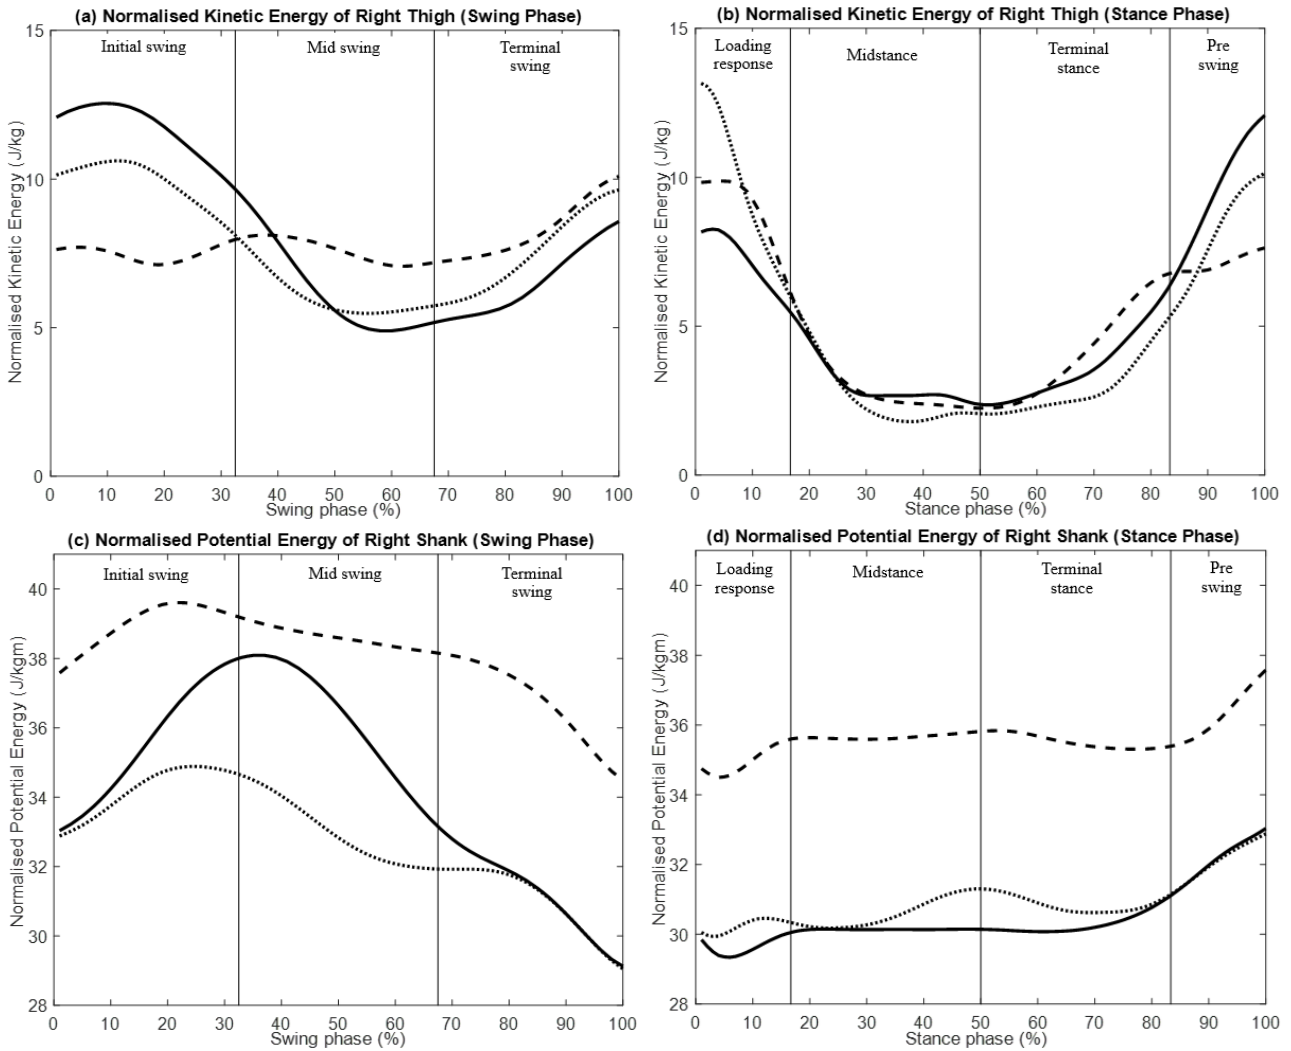 (a) Normalised Kinetic Energy of Right Thigh (Swing Phase)
15
10
5
0
Normalised Kinetic Energy (J/kg)
Initial swing
Mid swing
Terminal
swing
0 10 20 30 40 50 60 70 80 90 100
Swing phase (%)
(b) Normalised Kinetic Energy of Right Thigh (Stance Phase)
15
10
5
0
Normalised Kinetic Energy (J/kg)
Loading
response
Midstance
Terminal
stance
Pre
swing
0 10 20 30 40 50 60 70 80 90 100
Stance phase (%)
(c) Normalised Potential Energy of Right Shank (Swing Phase)
40
38
36
34
32
30
28
Normalised Potential Energy (J/kgm)
Initial swing
Mid swing
Terminal
swing
0 10 20 30 40 50 60 70 80 90 100
Swing phase (%)
(d) Normalised Potential Energy of Right Shank (Stance Phase)
40
38
36
34
32
30
28
Normalised Potential Energy (J/kgm)
Loading
response
Midstance
Terminal
stance
Pre
swing
0 10 20 30 40 50 60 70 80 90 100
Stance phase (%)